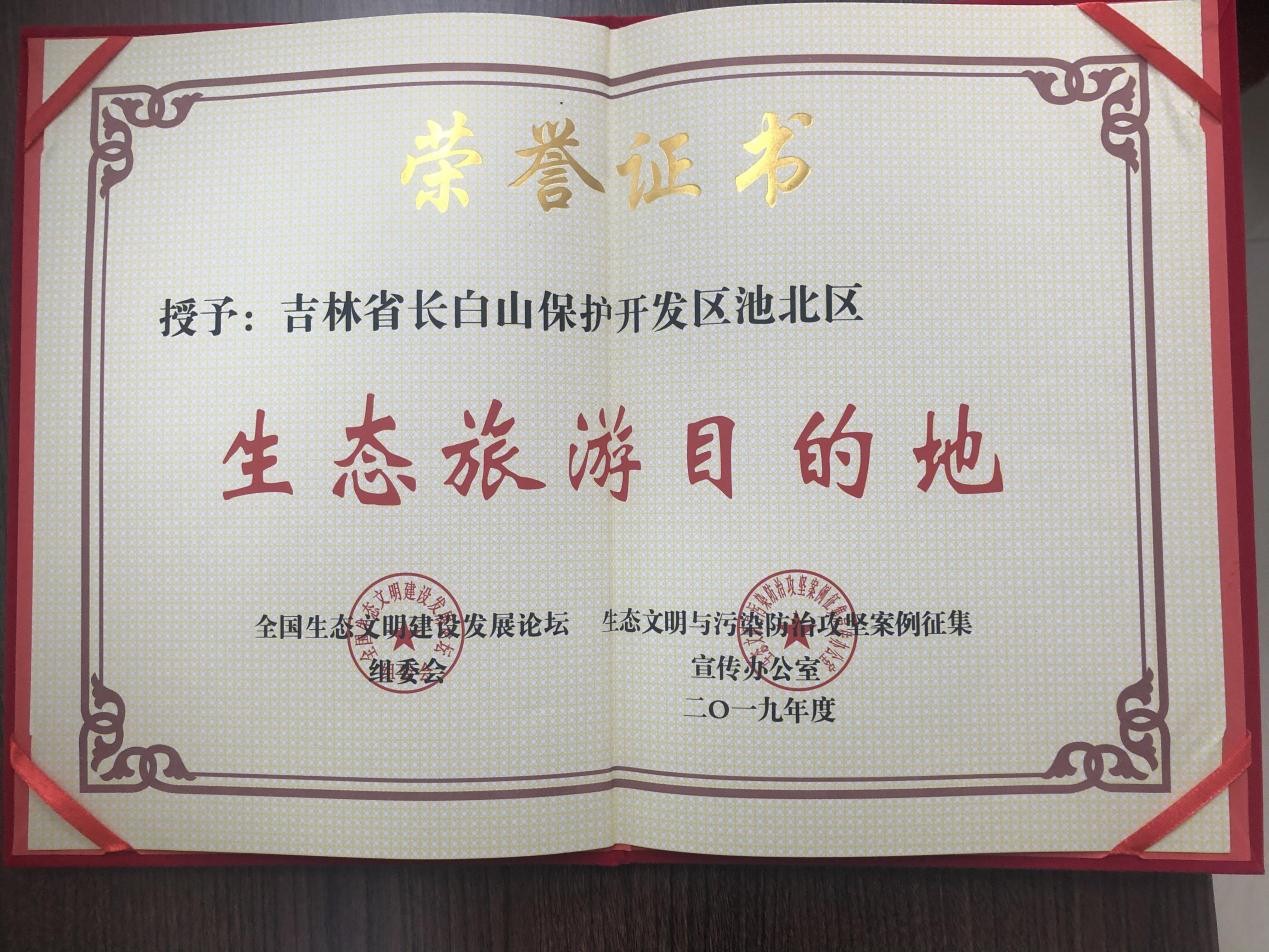 荣誉证书
授予：吉林省长白山保护开发区池北区
生态旅游目的地
全国生态文明建设发展论坛
组委会
生态文明与污染防治攻坚案例征集
宣传办公室
二〇一九年度